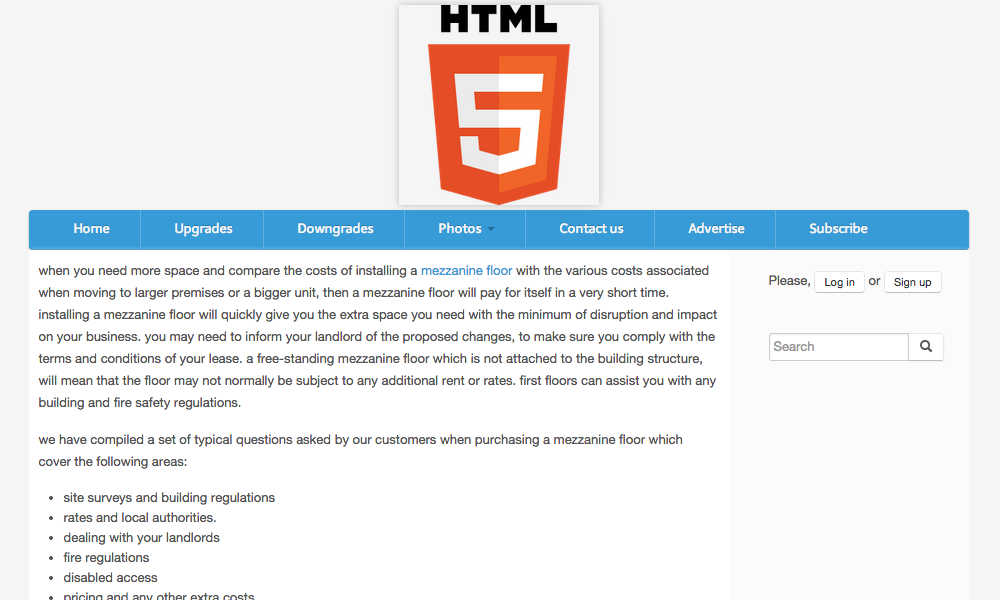 HTML
5
Home Upgrades Downgrades Photos Contact us Advertise Subscribe
when you need more space and compare the costs of installing a mezzanine floor with the various costs associated
when moving to larger premises or a bigger unit, then a mezzanine floor will pay for itself in a very short time.
installing a mezzanine floor will quickly give you the extra space you need with the minimum of disruption and impact
on your business. you may need to inform your landlord of the proposed changes, to make sure you comply with the
terms and conditions of your lease. a free-standing mezzanine floor which is not attached to the building structure,
will mean that the floor may not normally be subject to any additional rent or rates. first floors can assist you with any
building and fire safety regulations.
we have compiled a set of typical questions asked by our customers when purchasing a mezzanine floor which
cover the following areas:
• site surveys and building regulations
• rates and local authorities.
• dealing with your landlords
• fire regulations
• disabled access
• pricing and any other extra costs
Please, Log in or Sign up
Search